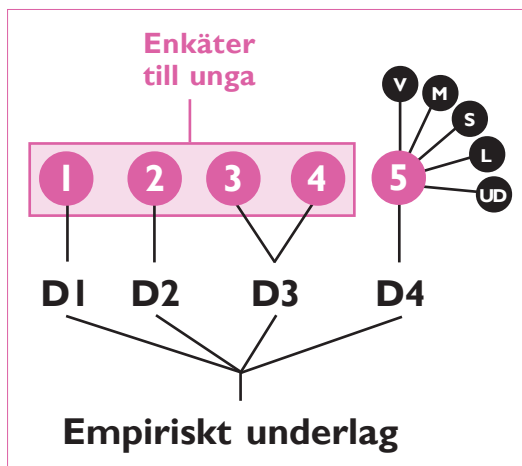 Enkäter
till unga
V
M
S
L
UD
1 2 3 4 5
D1 D2 D3 D4
Empiriskt underlag